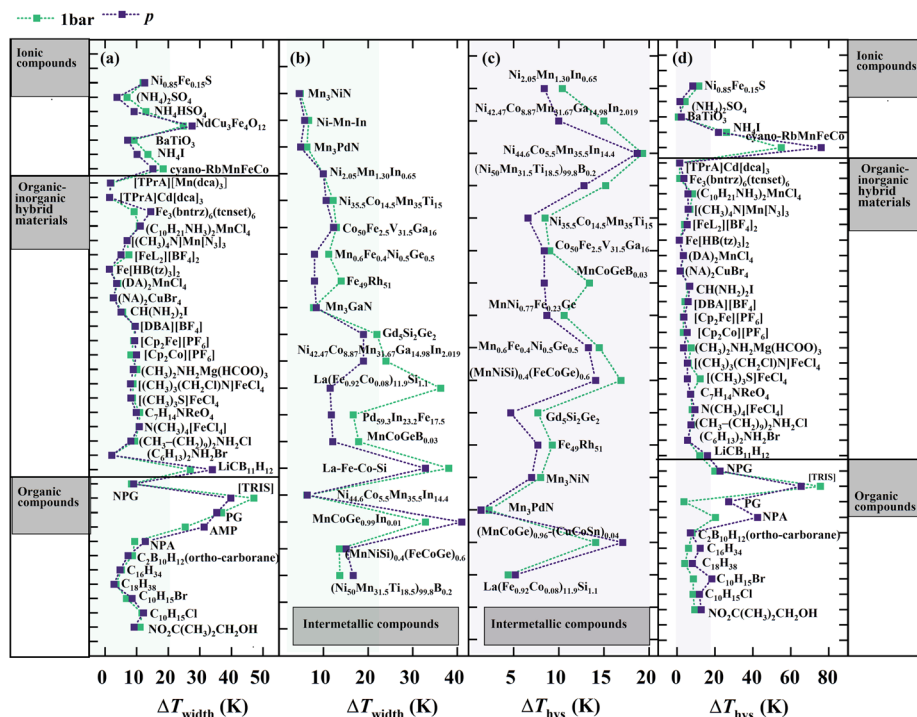 1bar p
Ionic compounds
Organic-inorganic hybrid materials
Organic compounds
(a)
Ni0.85Fe0.15S
(NH4)2SO4
NH4HSO4
NdCu3Fe4O12
BaTiO3
NH4I
cyano-RbMnFeCo
[TPrA][Mn(dca)3]
[TPrA]Cd[dca]3
Fe3(bntrz)6(tcnset)6
(C10H21NH3)2MnCl4
[(CH3)4N]Mn[N3]3
[FeL2][BF4]2
Fe[HB(tz)3]2
(DA)2MnCl4
(NA)2CuBr4
CH(NH2)2I
[DBA][BF4]
[Cp2Fe][PF6]
[Cp2Co][PF6]
(CH3)2NH2Mg(HCOO)3
[(CH3)3(CH2Cl)N]FeCl4
[(CH3)3S]FeCl4
C7H14NReO4
N(CH3)4[FeCl4]
(CH3-(CH2)9)2NH2Cl
(C6H13)2NH2Br
LiCB11H12
NPG
[TRIS]
PG
AMP
NPA
C2B10H12(ortho-carborane)
C16H34
C18H38
C10H15Br
C10H15Cl
NO2C(CH3)2CH2OH
0 10 20 30 40 50 60
ΔTwidth (K)
(b)
Mn3NiN
Ni-Mn-In
Mn3PdN
Ni2.05Mn1.30In0.65
Ni35.5Co14.5Mn35Ti15
Co50Fe2.5V31.5Ga16
Mn0.6Fe0.4Ni0.5Ge0.5
Fe49Rh51
Mn3GaN
Gd5Si2Ge2
Ni42.47Co8.87Mn31.67Ga14.98In2.019
La(Fe0.92Co0.08)11.9Si1.1
Pd59.3In23.2Fe17.5
MnCoGeB0.03
La-Fe-Co-Si
Ni44.6Co5.5Mn35.5In14.4
MnCoGe0.99In0.01
(MnNiSi)0.4(FeCoGe)0.6
(Ni50Mn31.5Ti18.5)99.8B0.2
Intermetallic compounds
0 10 20 30 40
ΔTwidth (K)
(c)
Ni2.05Mn1.30In0.65
Ni42.47Co8.87Mn31.67Ga14.98In2.019
Ni44.6Co5.5Mn35.5In14.4
(Ni50Mn31.5Ti18.5)99.8B0.2
Ni35.5Co14.5Mn35Ti15
Co50Fe2.5V31.5Ga16
MnCoGeB0.03
MnNi0.77Fe0.23Ge
Mn0.6Fe0.4Ni0.5Ge0.5
(MnNiSi)0.4(FeCoGe)0.6
Gd5Si2Ge2
Fe49Rh51
Mn3NiN
Mn3PdN
(MnCoGe)0.96-(CuCoSn)0.04
La(Fe0.92Co0.08)11.9Si1.1
Intermetallic compounds
5 10 15 20
ΔThys (K)
(d)
Ni0.85Fe0.15S
(NH4)2SO4
BaTiO3
NH4I
cyano-RbMnFeCo
[TPrA]Cd[dca]3
Fe3(bntrz)6(tcnset)6
(C10H21NH3)2MnCl4
[(CH3)4N]Mn[N3]3
[FeL2][BF4]2
Fe[HB(tz)3]2
(DA)2MnCl4
(NA)2CuBr4
CH(NH2)2I
[DBA][BF4]
[Cp2Fe][PF6]
[Cp2Co][PF6]
(CH3)2NH2Mg(HCOO)3
[(CH3)3(CH2Cl)N]FeCl4
[(CH3)3S]FeCl4
C7H14NReO4
N(CH3)4[FeCl4]
(CH3-(CH2)9)2NH2Cl
(C6H13)2NH2Br
LiCB11H12
NPG
[TRIS]
PG
NPA
C2B10H12(ortho-carborane)
C16H34
C18H38
C10H15Br
C10H15Cl
NO2C(CH3)2CH2OH
0 20 40 60 80
ΔThys (K)
Ionic compounds
Organic-inorganic hybrid materials
Organic compounds